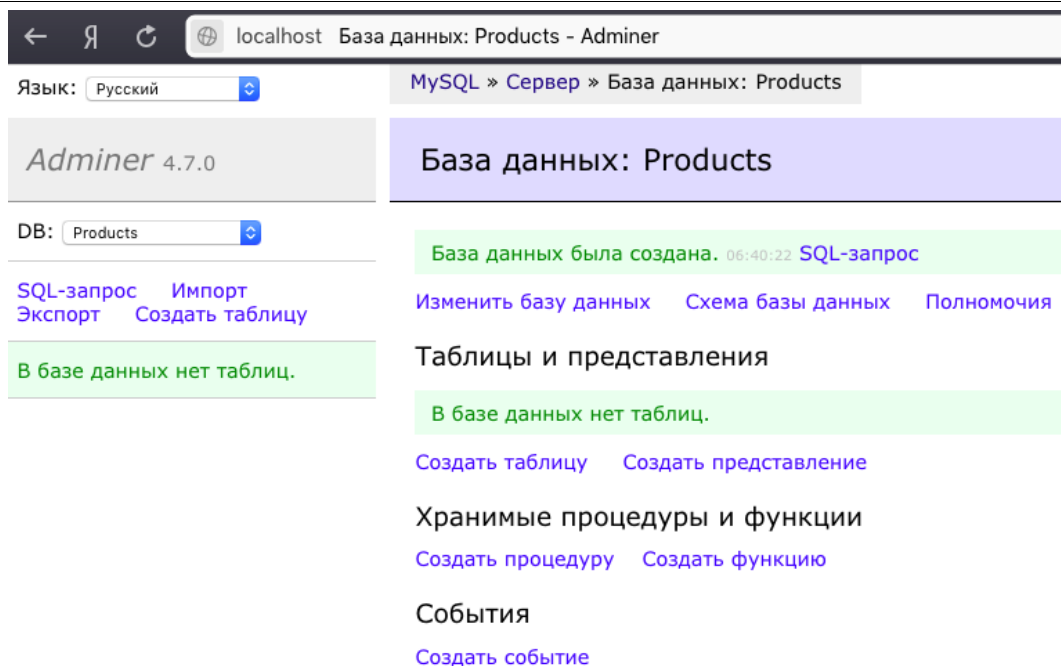 ← Я localhost База данных: Products - Adminer
Язык: Русский
MySQL » Сервер » База данных: Products
Adminer 4.7.0
База данных: Products
DB: Products
База данных была создана. 06:40:22 SQL-запрос
SQL-запрос Импорт
Экспорт Создать таблицу
Изменить базу данных Схема базы данных Полномочия
В базе данных нет таблиц.
Таблицы и представления
В базе данных нет таблиц.
Создать таблицу Создать представление
Хранимые процедуры и функции
Создать процедуру Создать функцию
События
Создать событие